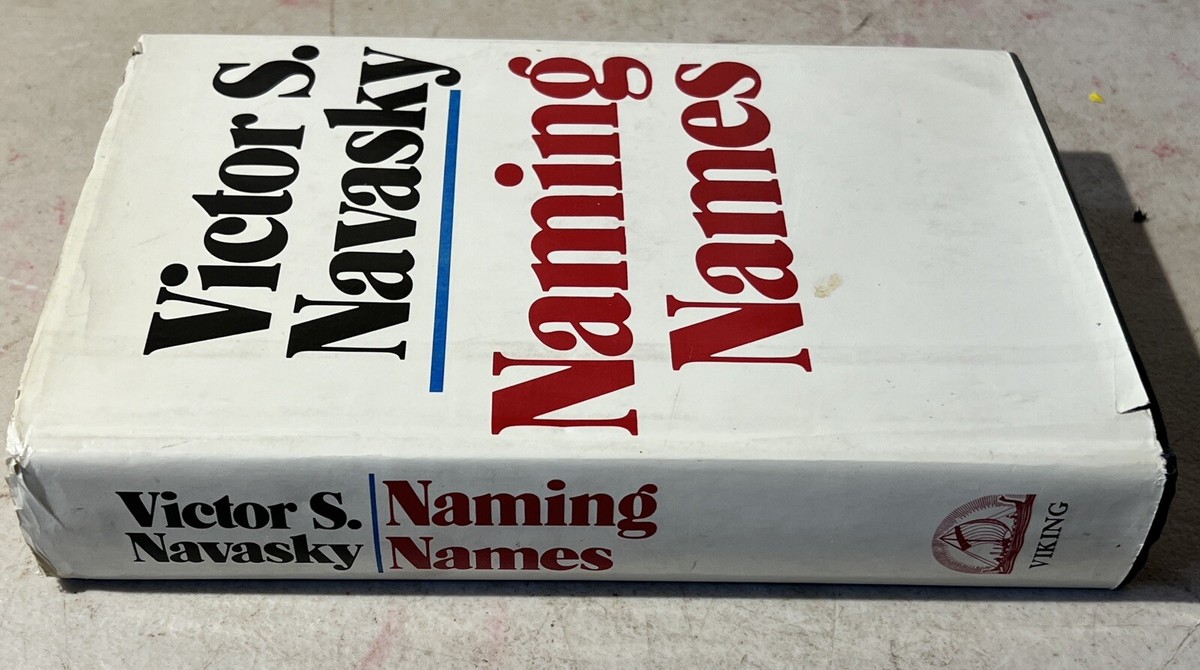 Victor S.
Navasky
Naming
Names
Victor S.
Navasky
Naming
Names
VIKING